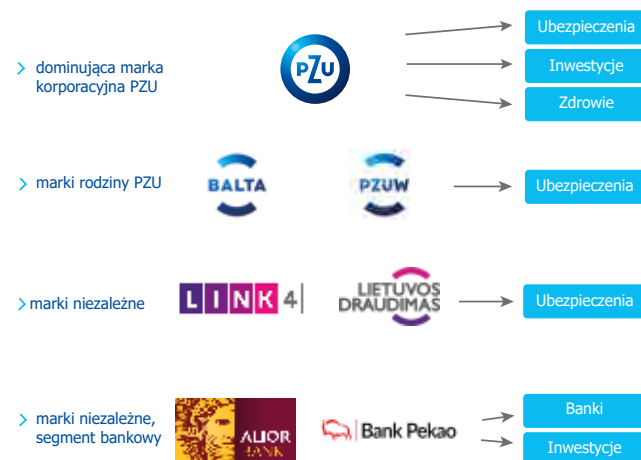 dominująca marka
korporacyjna PZU
PZU
Ubezpieczenia
Inwestycje
Zdrowie
marki rodziny PZU
BALTA
PZUW
Ubezpieczenia
marki niezależne
LINK4
LIETUVOS
DRAUDIMAS
Ubezpieczenia
marki niezależne,
segment bankowy
ALIOR
BANK
Bank Pekao
Banki
Inwestycje